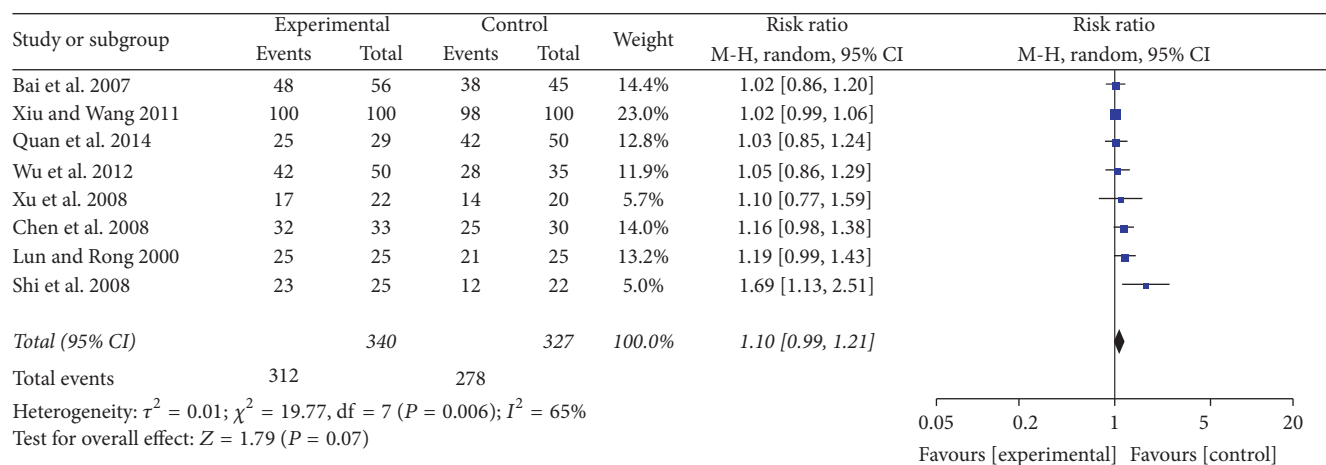 Study or subgroup Experimental Control Weight Risk ratio Risk ratio
Events Total Events Total M-H, random, 95% CI M-H, random, 95% CI
Bai et al. 2007 48 56 38 45 14.4% 1.02 [0.86, 1.20]
Xiu and Wang 2011 100 100 98 100 23.0% 1.02 [0.99, 1.06]
Quan et al. 2014 25 29 42 50 12.8% 1.03 [0.85, 1.24]
Wu et al. 2012 42 50 28 35 11.9% 1.05 [0.86, 1.29]
Xu et al. 2008 17 22 14 20 5.7% 1.10 [0.77, 1.59]
Chen et al. 2008 32 33 25 30 14.0% 1.16 [0.98, 1.38]
Lun and Rong 2000 25 25 21 25 13.2% 1.19 [0.99, 1.43]
Shi et al. 2008 23 25 12 22 5.0% 1.69 [1.13, 2.51]
Total (95% CI) 340 327 100.0% 1.10 [0.99, 1.21]
Total events 312 278
Heterogeneity: τ² = 0.01; χ² = 19.77, df = 7 (P = 0.006); I² = 65%
Test for overall effect: Z = 1.79 (P = 0.07)
0.05 0.2 1 5 20
Favours [experimental] Favours [control]